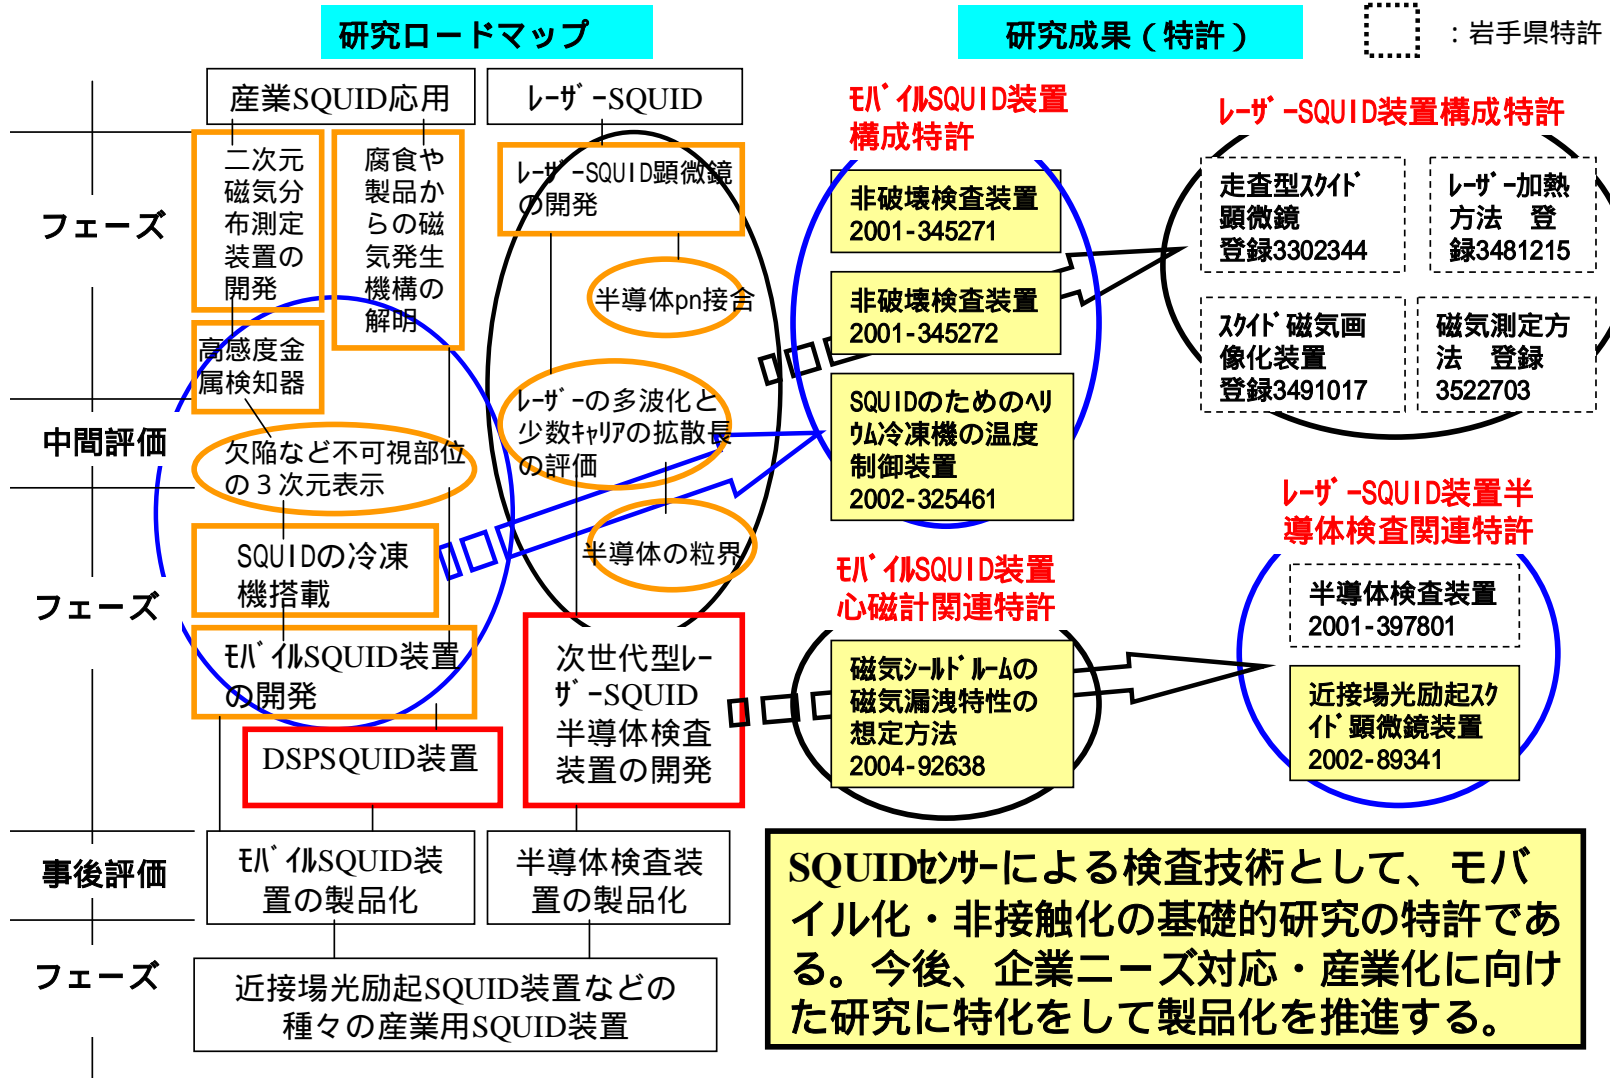 研究ロードマップ
研究成果（特許）
：岩手県特許
フェーズ
中間評価
フェーズ
事後評価
フェーズ
産業SQUID応用
二次元
磁気分
布測定
装置の
開発
腐食や
製品か
らの磁
気発生
機構の
解明
高感度金
属検知器
欠陥など不可視部位
の３次元表示
SQUIDの冷凍
機搭載
ﾓﾊﾞｲﾙSQUID装置
の開発
DSPSQUID装置
ﾓﾊﾞｲﾙSQUID装
置の製品化
ﾚｰｻﾞｰSQUID
ﾚｰｻﾞｰSQUID顕微鏡
の開発
半導体pn接合
ﾚｰｻﾞｰの多波化と
少数ｷｬﾘｱの拡散長
の評価
半導体の粒界
次世代型ﾚｰ
ｻﾞｰSQUID
半導体検査
装置の開発
半導体検査装
置の製品化
近接場光励起SQUID装置などの
種々の産業用SQUID装置
ﾓﾊﾞｲﾙSQUID装置
構成特許
非破壊検査装置
2001-345271
非破壊検査装置
2001-345272
SQUIDのためのﾍﾘ
ｳﾑ冷凍機の温度
制御装置
2002-325461
ﾓﾊﾞｲﾙSQUID装置
心磁計関連特許
磁気ｼｰﾙﾄﾞﾙｰﾑの
磁気漏洩特性の
想定方法
2004-92638
ﾚｰｻﾞｰSQUID装置構成特許
走査型ｽｸｲﾄﾞ
顕微鏡
登録3302344
ﾚｰｻﾞｰ加熱
方法　登
録3481215
ｽｸｲﾄﾞ磁気画
像化装置
登録3491017
磁気測定方
法　登録
3522703
ﾚｰｻﾞｰSQUID装置半
導体検査関連特許
半導体検査装置
2001-397801
近接場光励起ｽｸ
ｲﾄﾞ顕微鏡装置
2002-89341
SQUIDｾﾝｻｰによる検査技術として、モバ
イル化・非接触化の基礎的研究の特許であ
る。今後、企業ニーズ対応・産業化に向け
た研究に特化をして製品化を推進する。